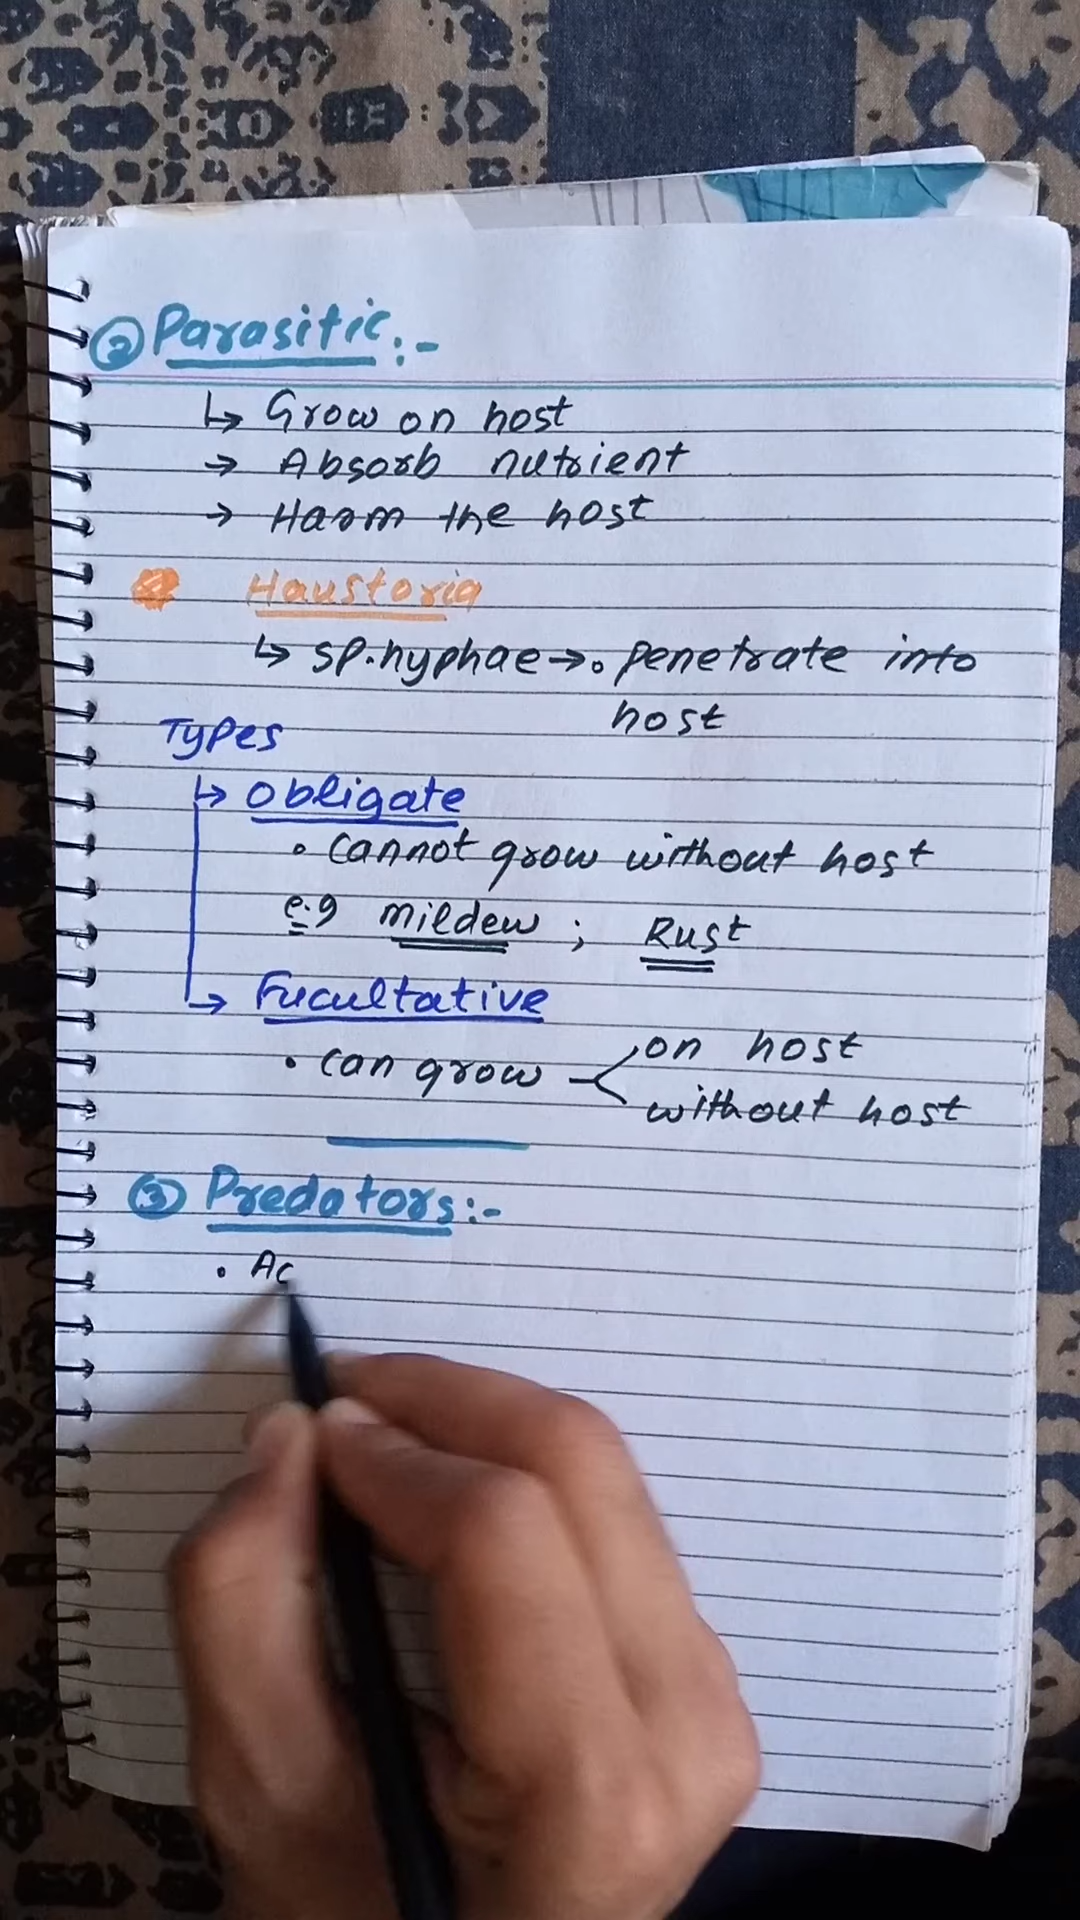 ② Parasitic:-
↳ Grow on host
→ Absorb nutrient
→ Harm the host
Haustoria
↳ sp.hyphae→. penetrate into
host
Types
↳ Obligate
• cannot grow without host
e.g mildew ; Rust
→ Fucultative
• can grow on host
without host
③ Predators:-
• Ac